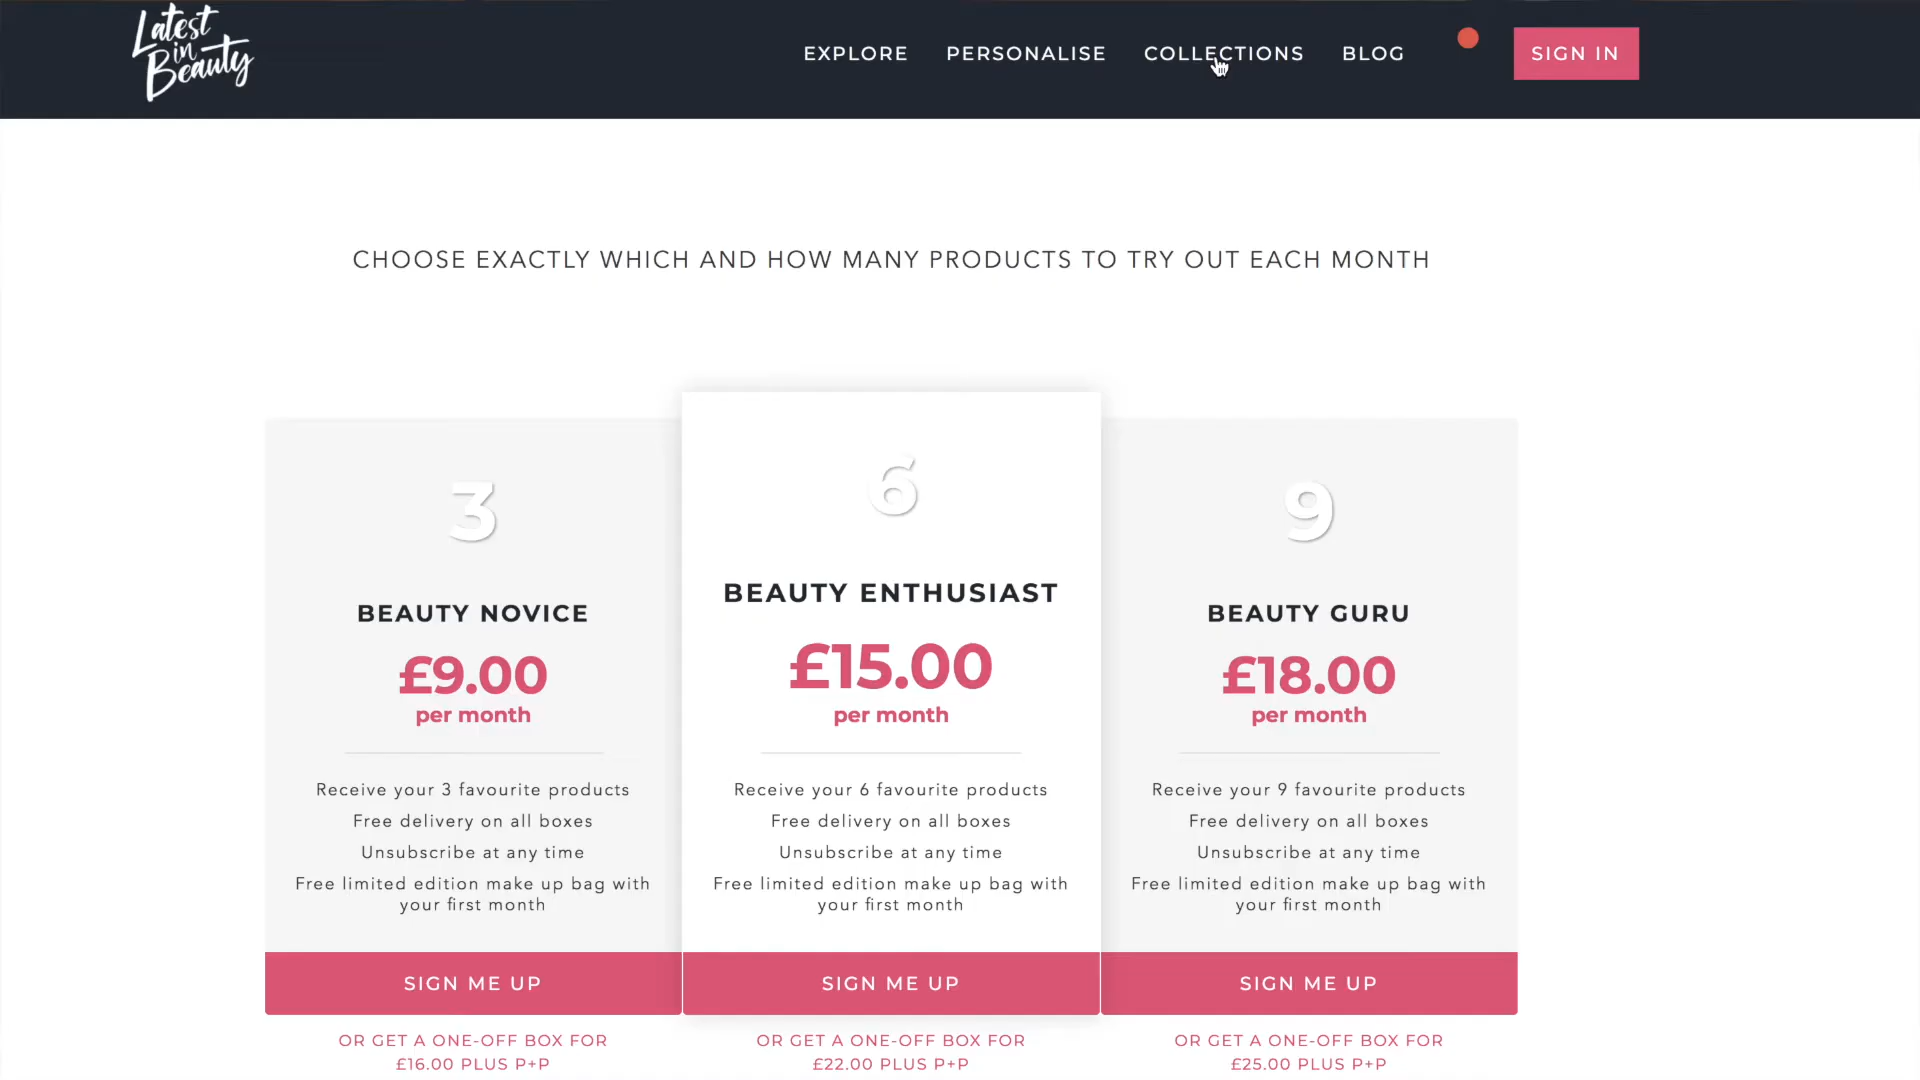 Latest
in
Beauty
EXPLORE PERSONALISE COLLECTIONS BLOG SIGN IN
CHOOSE EXACTLY WHICH AND HOW MANY PRODUCTS TO TRY OUT EACH MONTH
3
BEAUTY NOVICE
£9.00
per month
Receive your 3 favourite products
Free delivery on all boxes
Unsubscribe at any time
Free limited edition make up bag with
your first month
SIGN ME UP
OR GET A ONE-OFF BOX FOR
£16.00 PLUS P+P
6
BEAUTY ENTHUSIAST
£15.00
per month
Receive your 6 favourite products
Free delivery on all boxes
Unsubscribe at any time
Free limited edition make up bag with
your first month
SIGN ME UP
OR GET A ONE-OFF BOX FOR
£22.00 PLUS P+P
9
BEAUTY GURU
£18.00
per month
Receive your 9 favourite products
Free delivery on all boxes
Unsubscribe at any time
Free limited edition make up bag with
your first month
SIGN ME UP
OR GET A ONE-OFF BOX FOR
£25.00 PLUS P+P